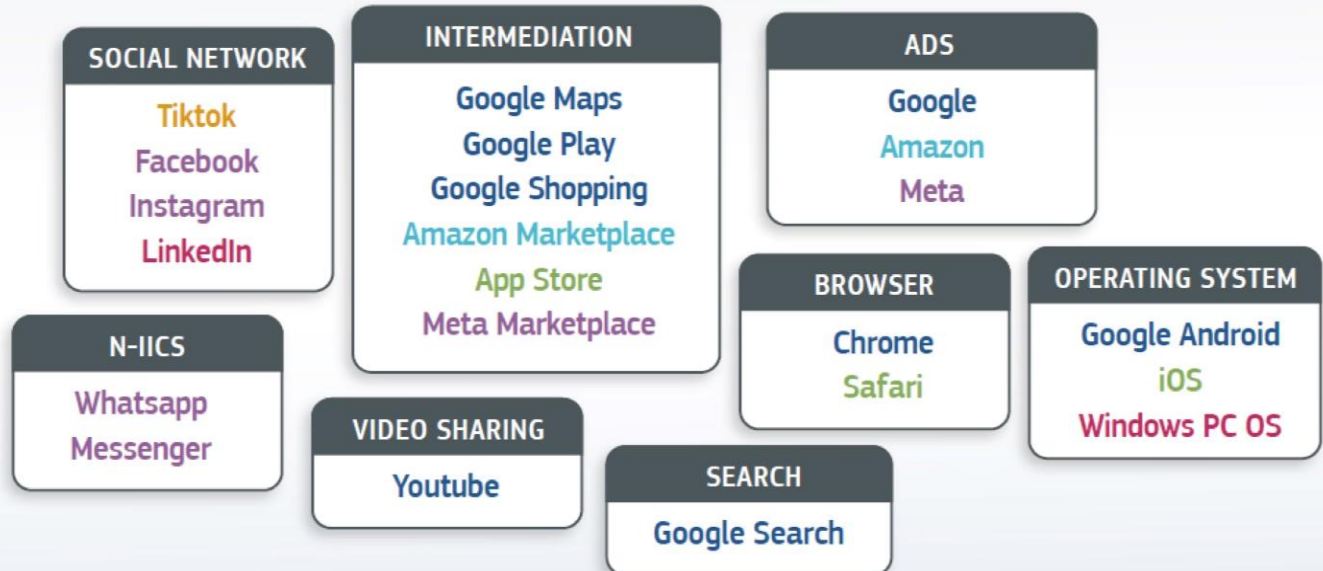 SOCIAL NETWORK
Tiktok
Facebook
Instagram
LinkedIn
INTERMEDIATION
Google Maps
Google Play
Google Shopping
Amazon Marketplace
App Store
Meta Marketplace
ADS
Google
Amazon
Meta
N-IICS
Whatsapp
Messenger
VIDEO SHARING
Youtube
BROWSER
Chrome
Safari
OPERATING SYSTEM
Google Android
iOS
Windows PC OS
SEARCH
Google Search